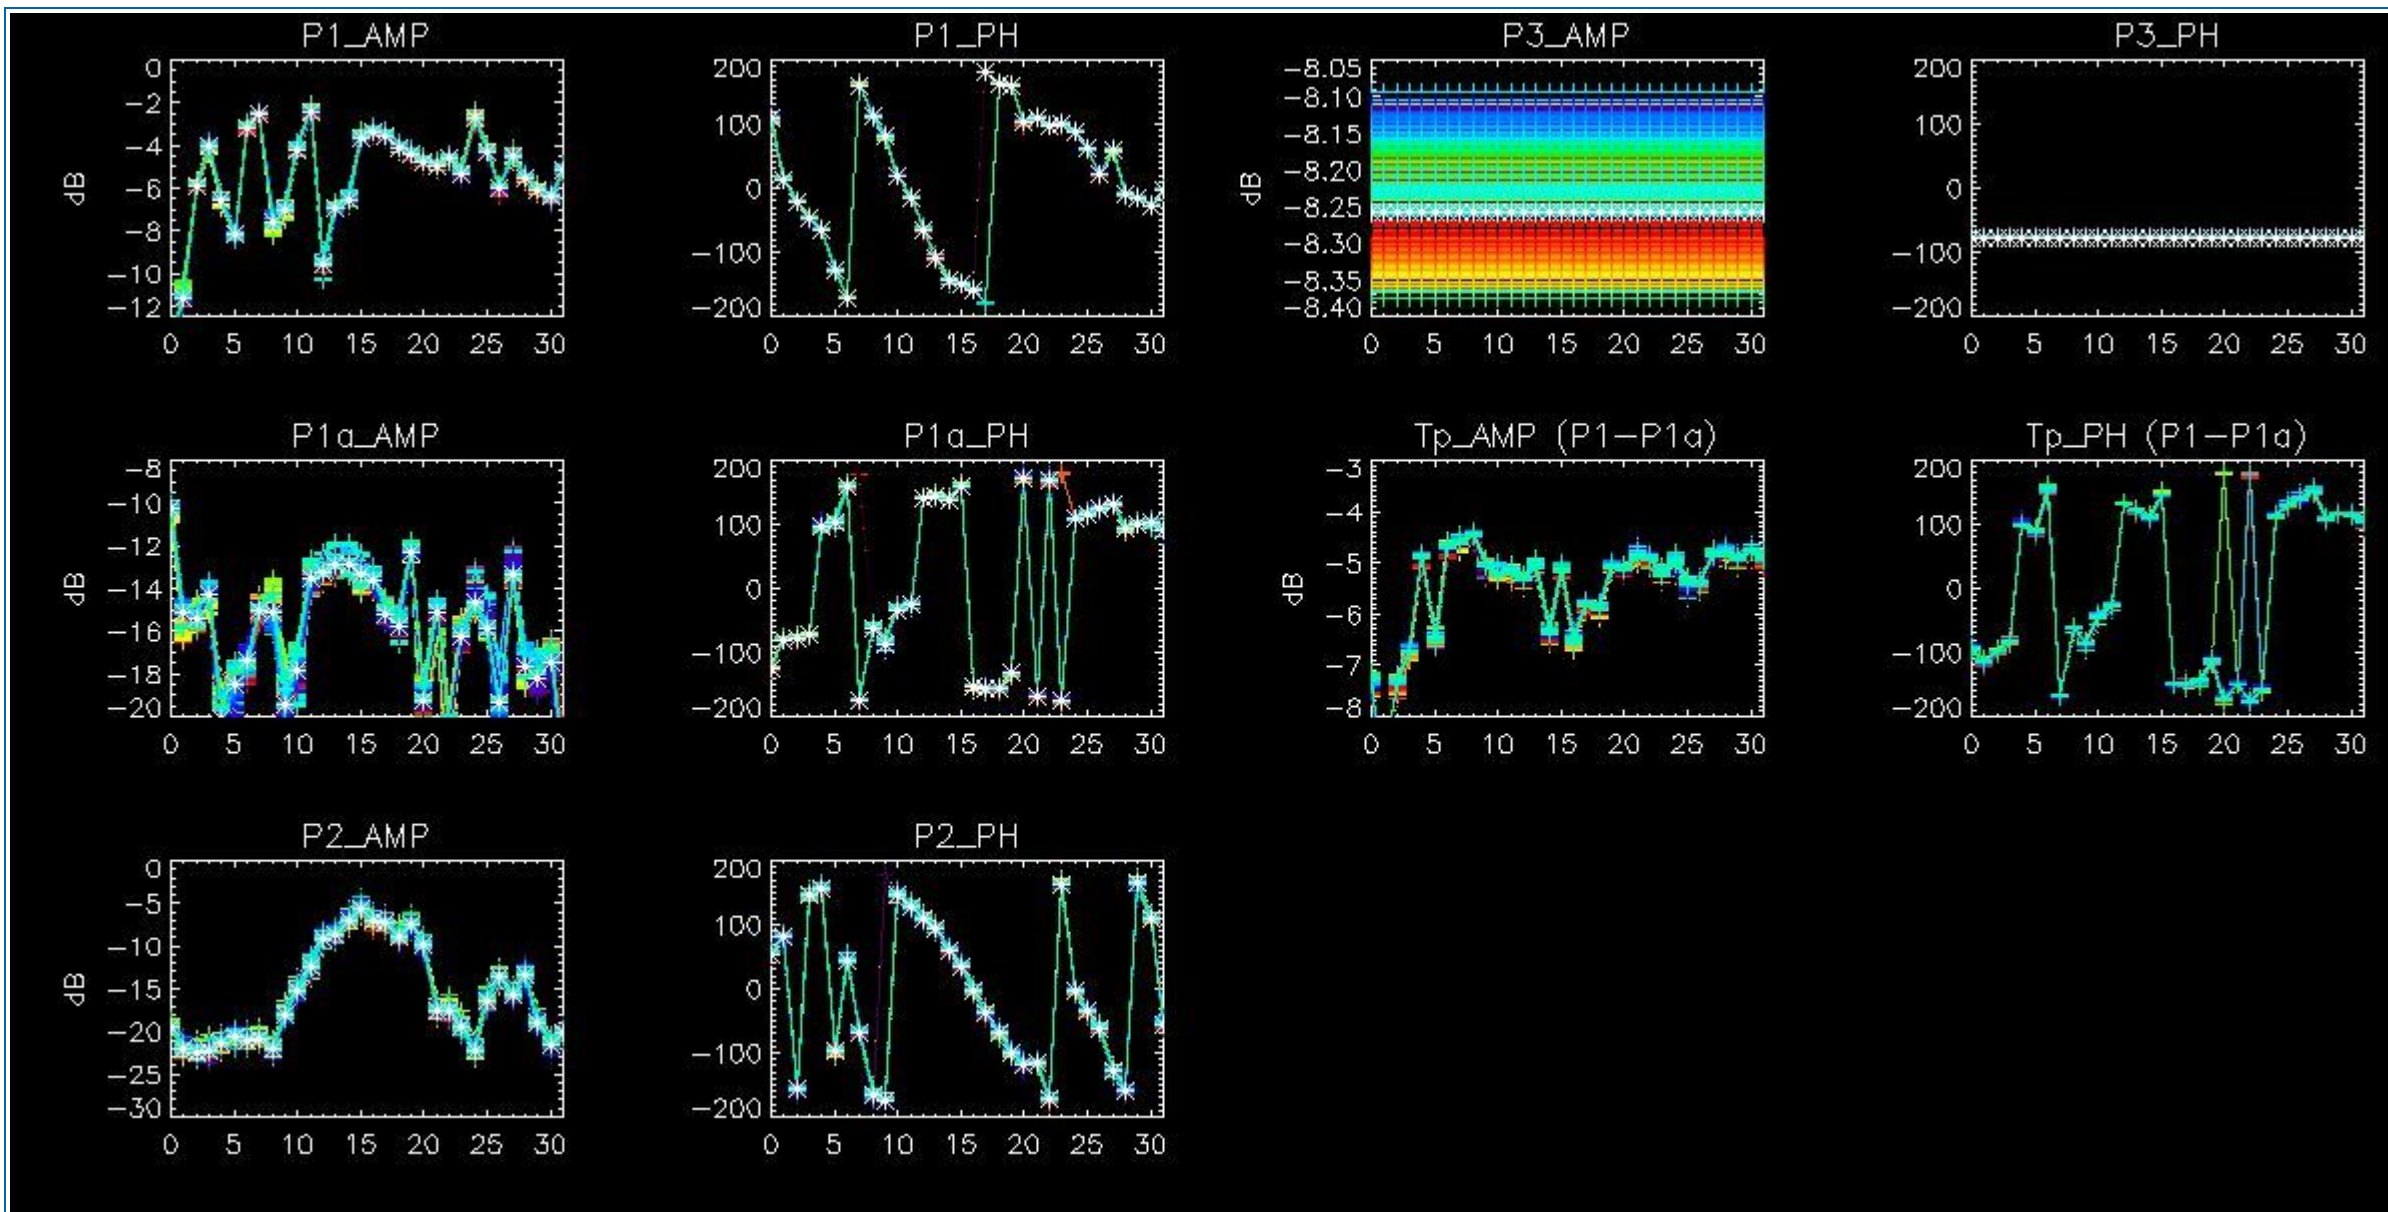 P1_AMP
0
−2
−4
−6
−8
−10
−12
dB
0 5 10 15 20 25 30
P1_PH
200
100
0
−100
−200
0 5 10 15 20 25 30
P3_AMP
−8.05
−8.10
−8.15
−8.20
−8.25
−8.30
−8.35
−8.40
dB
0 5 10 15 20 25 30
P3_PH
200
100
0
−100
−200
0 5 10 15 20 25 30
P1a_AMP
−8
−10
−12
−14
−16
−18
−20
dB
0 5 10 15 20 25 30
P1a_PH
200
100
0
−100
−200
0 5 10 15 20 25 30
Tp_AMP (P1−P1a)
−3
−4
−5
−6
−7
−8
dB
0 5 10 15 20 25 30
Tp_PH (P1−P1a)
200
100
0
−100
−200
0 5 10 15 20 25 30
P2_AMP
0
−5
−10
−15
−20
−25
−30
dB
0 5 10 15 20 25 30
P2_PH
200
100
0
−100
−200
0 5 10 15 20 25 30